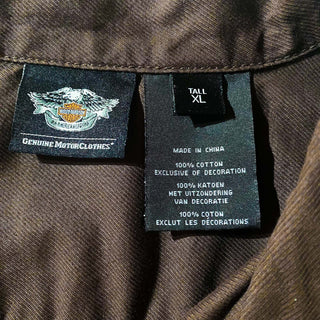 GENUINE MOTORCLOTHES
TALL
XL
MADE IN CHINA
100% COTTON
EXCLUSIVE OF DECORATION
100% KATOEN
MET UITZONDERING
VAN DECORATIE
100% COTON
EXCLUT LES DÉCORATIONS